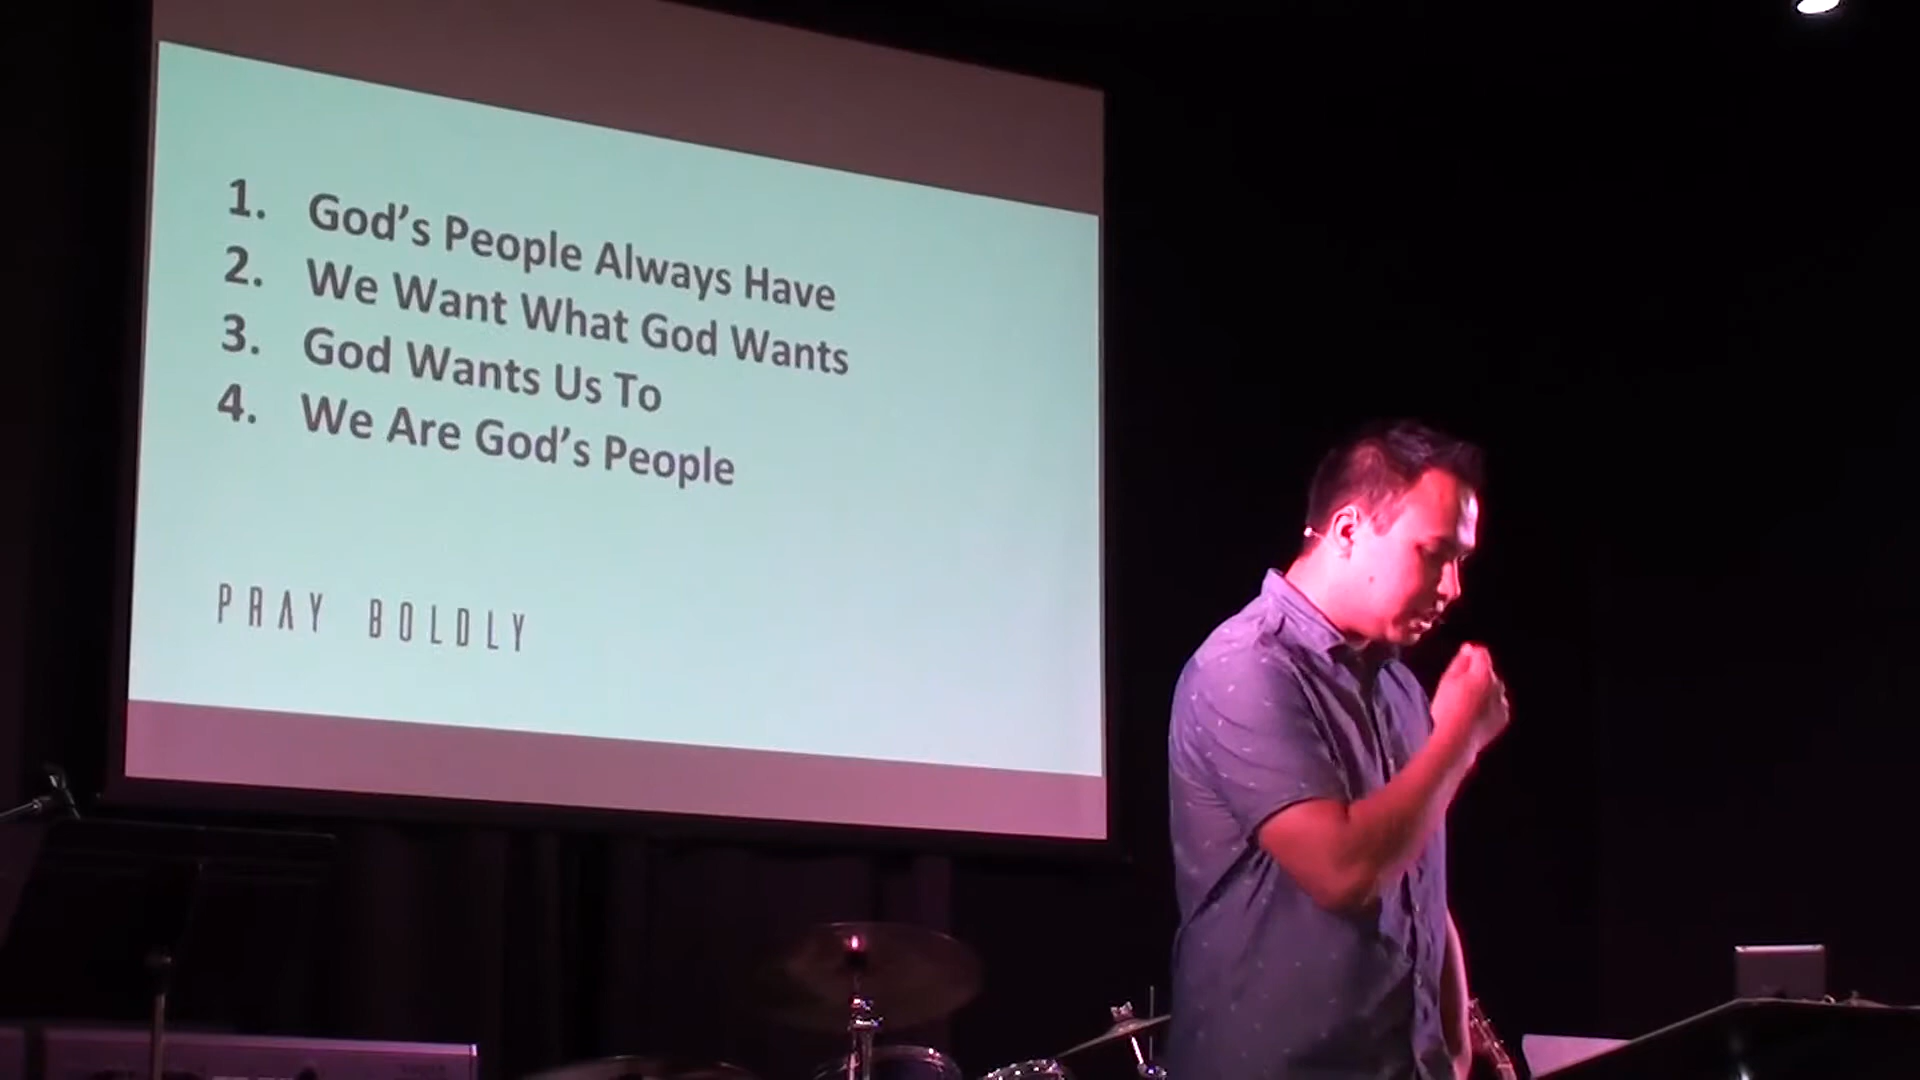 1. God’s People Always Have
2. We Want What God Wants
3. God Wants Us To
4. We Are God’s People
PRAY BOLDLY